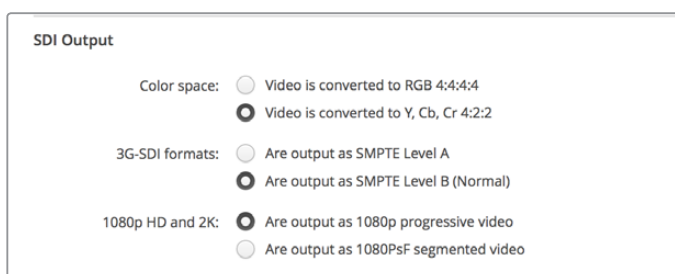 SDI Output
Color space: Video is converted to RGB 4:4:4:4
Video is converted to Y, Cb, Cr 4:2:2
3G-SDI formats: Are output as SMPTE Level A
Are output as SMPTE Level B (Normal)
1080p HD and 2K: Are output as 1080p progressive video
Are output as 1080PsF segmented video